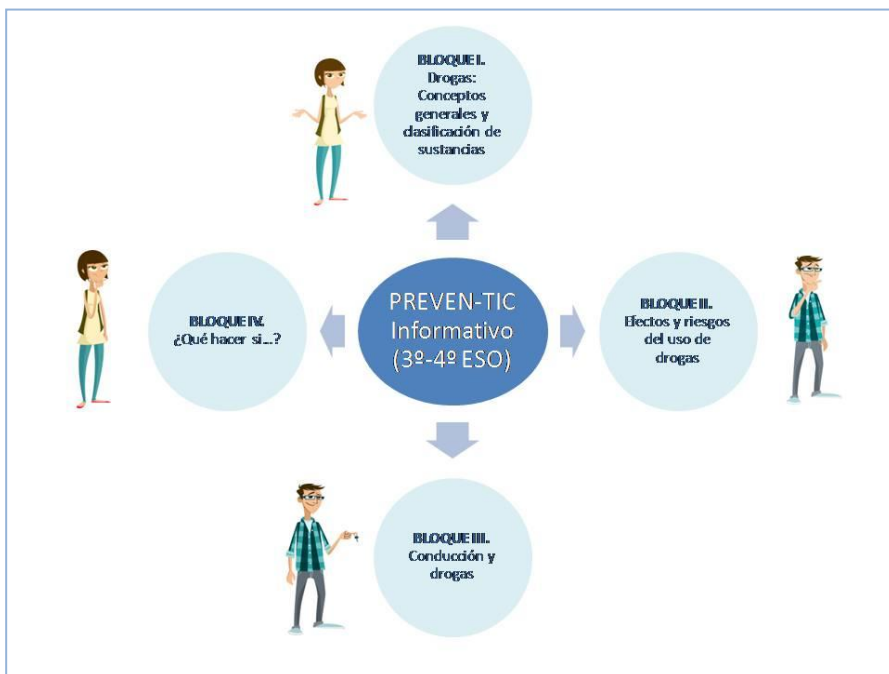 BLOQUE I.
Drogas:
Conceptos
generales y
clasificación de
sustancias
PREVEN-TIC
Informativo
(3º-4º ESO)
BLOQUE II.
Efectos y riesgos
del uso de
drogas
BLOQUE III.
Conducción y
drogas
BLOQUE IV.
¿Qué hacer si...?